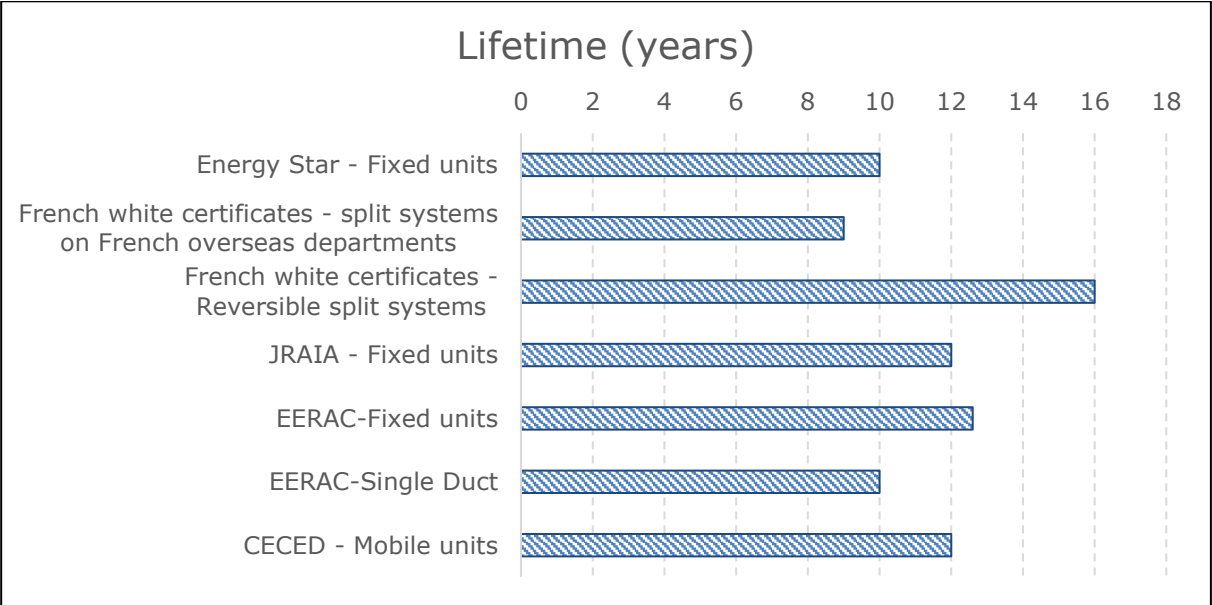 Lifetime (years)
0 2 4 6 8 10 12 14 16 18
Energy Star - Fixed units
French white certificates - split systems
on French overseas departments
French white certificates -
Reversible split systems
JRAIA - Fixed units
EERAC-Fixed units
EERAC-Single Duct
CECED - Mobile units